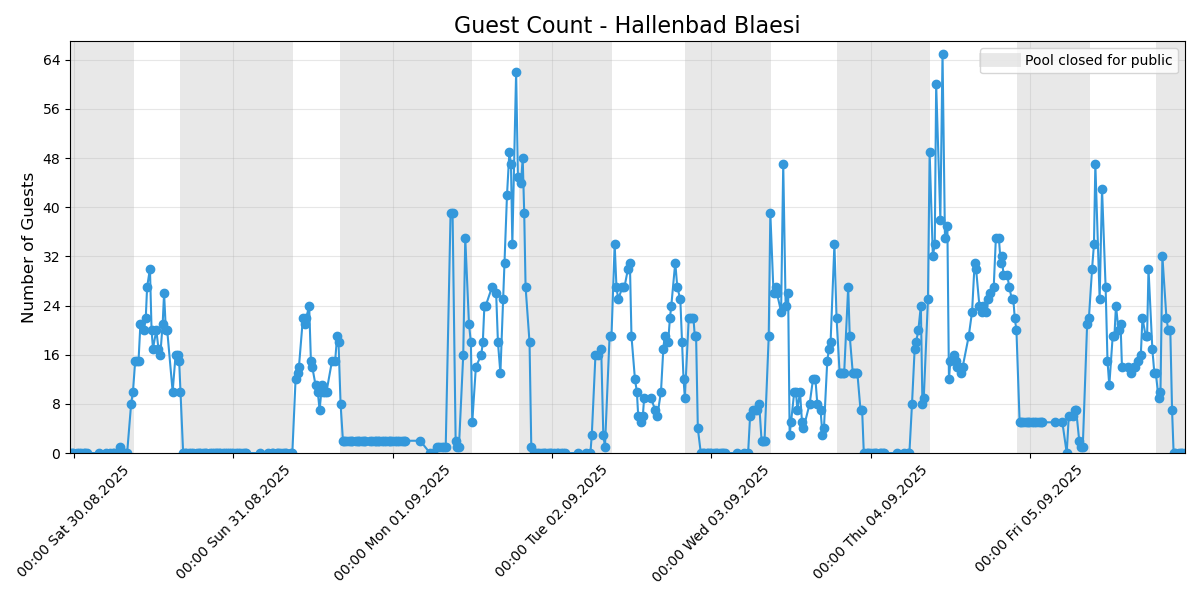 Guest Count - Hallenbad Blaesi
Pool closed for public
Number of Guests
64
56
48
40
32
24
16
8
0
00:00 Sat 30.08.2025
00:00 Sun 31.08.2025
00:00 Mon 01.09.2025
00:00 Tue 02.09.2025
00:00 Wed 03.09.2025
00:00 Thu 04.09.2025
00:00 Fri 05.09.2025